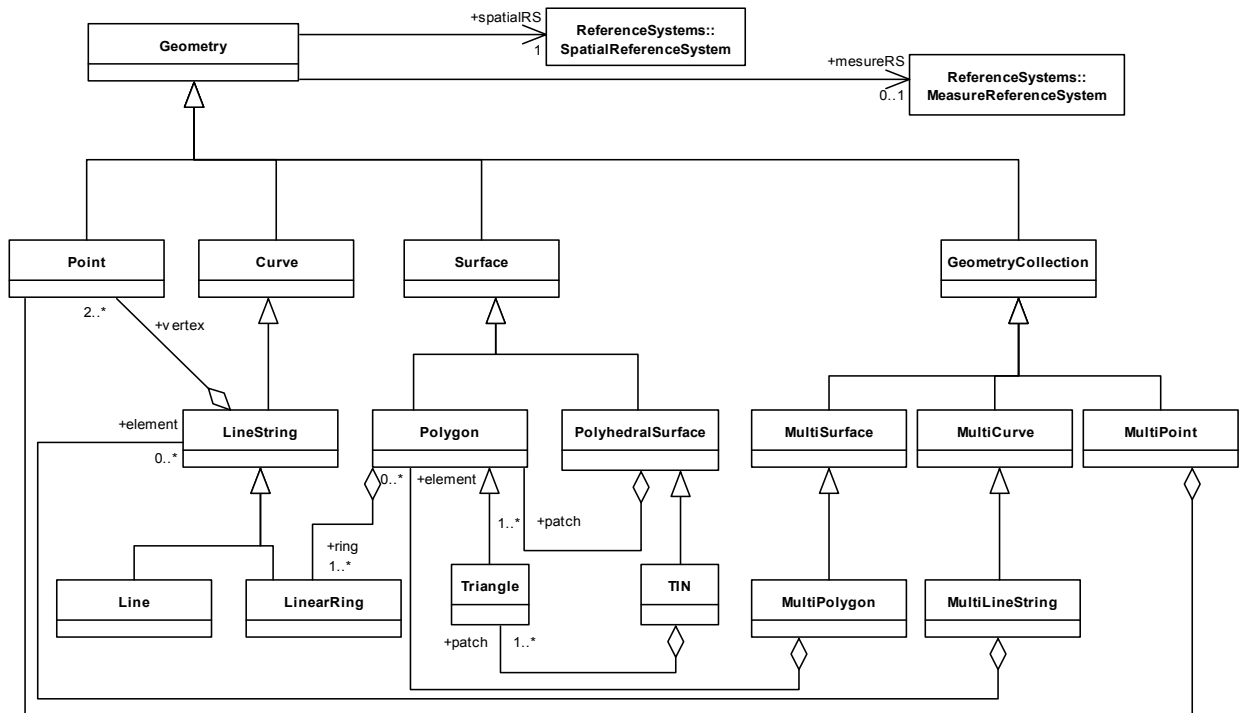 +spatialRS
1
ReferenceSystems::
SpatialReferenceSystem
Geometry
+mesureRS
0..1
ReferenceSystems::
MeasureReferenceSystem
Point
Curve
Surface
GeometryCollection
2..*
+vertex
+element
0..*
LineString
Polygon
PolyhedralSurface
MultiSurface
MultiCurve
MultiPoint
0..*
+element
1..*
+patch
+ring
1..*
Line
LinearRing
Triangle
TIN
MultiPolygon
MultiLineString
+patch
1..*